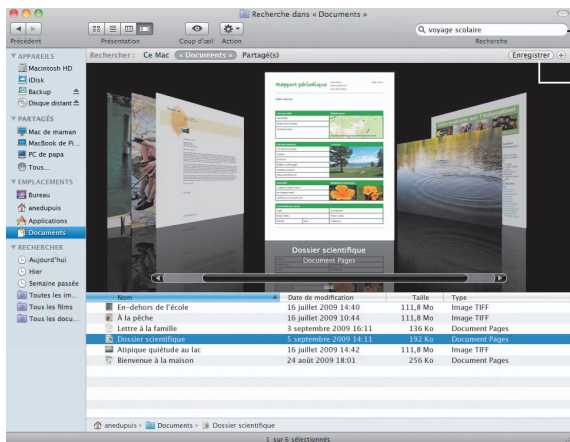 Recherche dans « Documents »
voyage scolaire
Précédent
Présentation
Coup d'œil
Action
Recherche
Rechercher :
Ce Mac
« Documents »
Partagé(s)
Enregistrer
APPAREILS
Macintosh HD
iDisk
Backup
Disque distant
PARTAGÉS
Mac de maman
MacBook de Pi...
PC de papa
Tous...
EMPLACEMENTS
Bureau
anedupuis
Applications
Documents
RECHERCHER
Aujourd'hui
Hier
Semaine passée
Toutes les im...
Tous les films
Tous les docu...
Rapport périodique
Dossier scientifique
Document Pages
Nom Date de modification Taille Type
En-dehors de l'école 16 juillet 2009 14:40 111,8 Mo Image TIFF
À la pêche 16 juillet 2009 10:44 111,8 Mo Image TIFF
Lettre à la famille 3 septembre 2009 16:11 136 Ko Document Pages
Dossier scientifique 5 septembre 2009 14:11 192 Ko Document Pages
Atipique quiétude au lac 16 juillet 2009 14:42 111,8 Mo Image TIFF
Bienvenue à la maison 24 août 2009 18:01 256 Ko Document Pages
anedupuis Documents Dossier scientifique
1 sur 6 sélectionnés